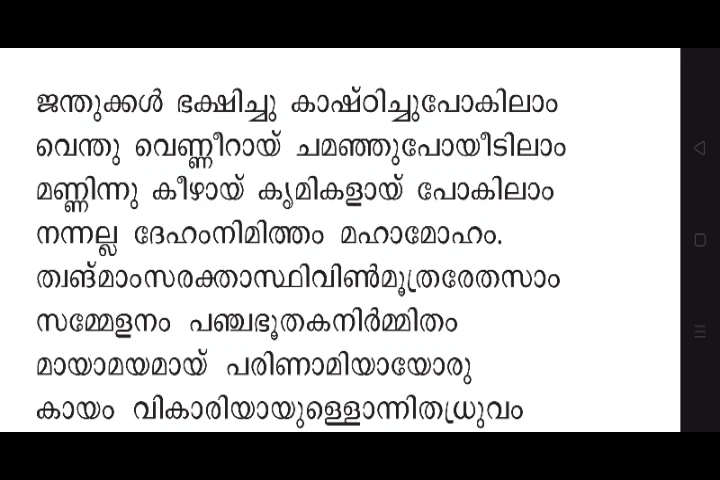 ജന്തുക്കൾ ഭക്ഷിച്ചു കാഷ്ഠിച്ചുപോകിലാം
വെന്തു വെണ്ണീറായ് ചമഞ്ഞുപോയീടിലാം
മണ്ണിന്നു കീഴായ് കൃമികളായ് പോകിലാം
നന്നല്ല ദേഹംനിമിത്തം മഹാമോഹം.
ത്വങ്മാംസരക്താസ്ഥിവിൺമൂത്രരേതസാം
സമ്മേളനം പഞ്ചഭൂതകനിർമ്മിതം
മായാമയമായ് പരിണാമിയായോരു
കായം വികാരിയായുള്ളൊന്നിതധ്രുവം